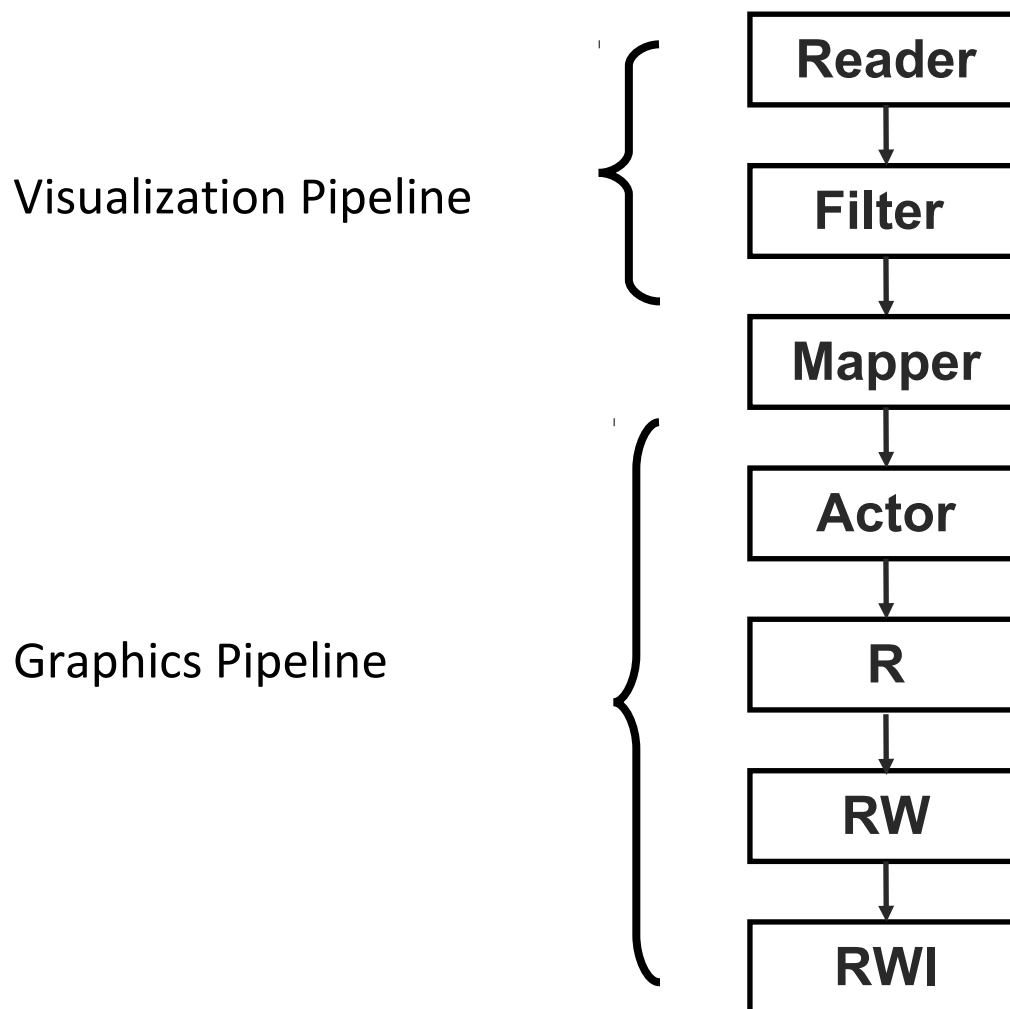 Reader
Visualization Pipeline
Filter
Mapper
Actor
Graphics Pipeline
R
RW
RWI